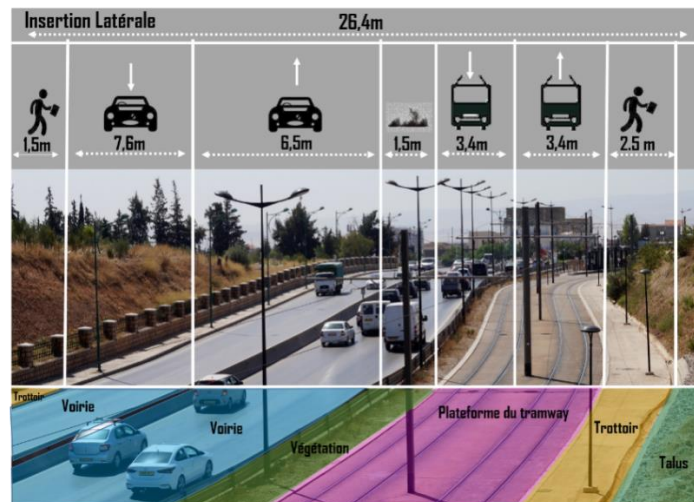 Insertion Latérale
26,4m
1,5m 7,6m 6,5m 1,5m 3,4m 3,4m 2.5 m
Trottoir
Voirie
Voirie
Végétation
Plateforme du tramway
Trottoir
Talus